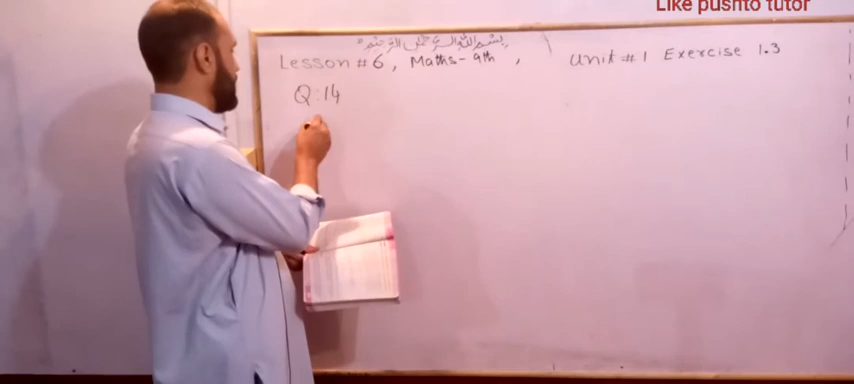 Like pushto tutor
بسم اللہ الرحمن الرحیم
Lesson # 6 , Maths - 9th , Unit # 1 Exercise 1.3
Q:14